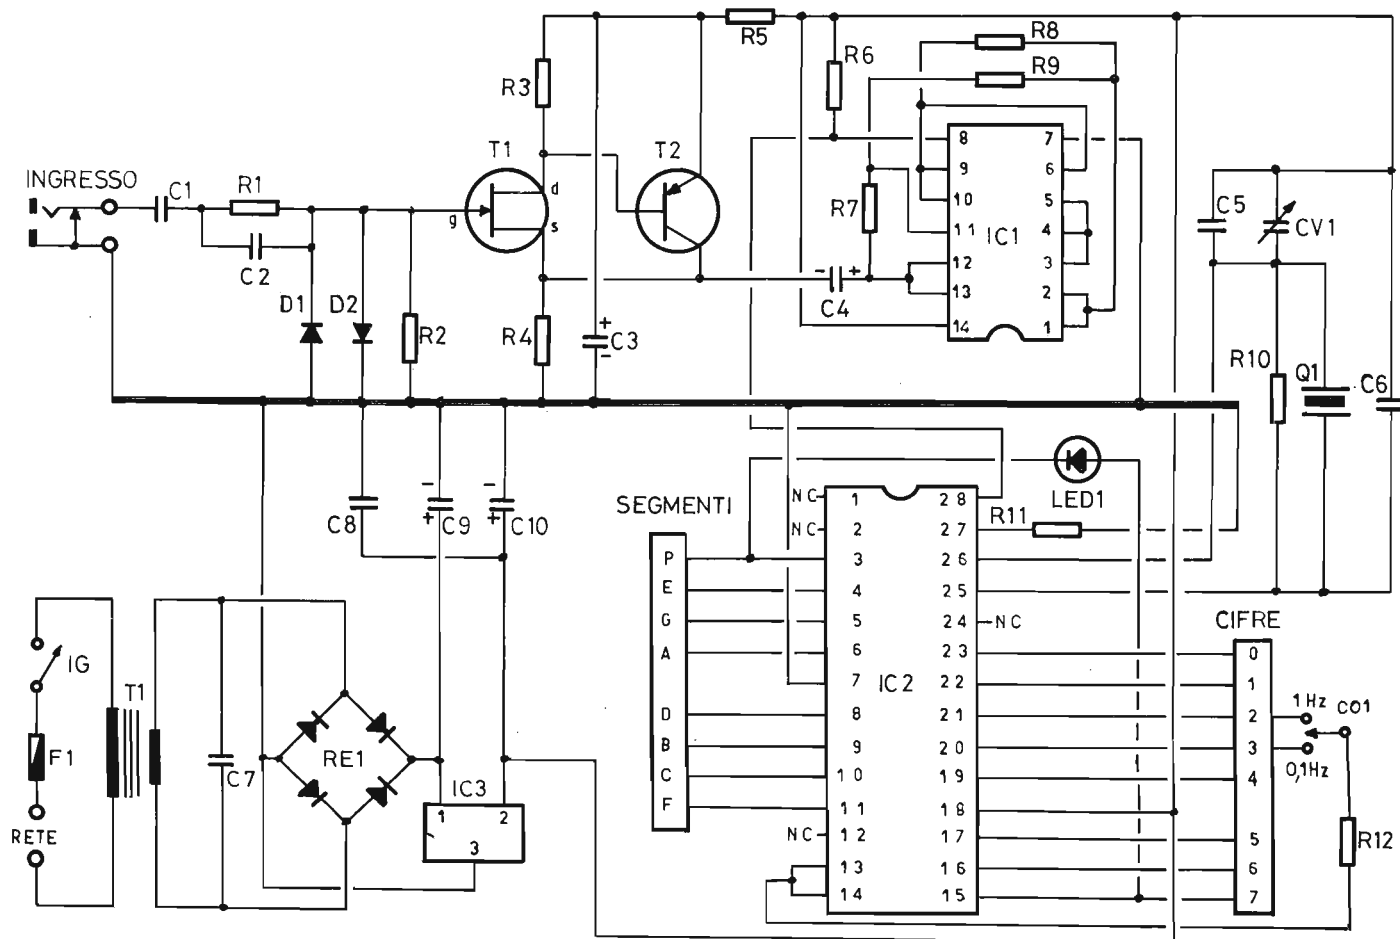 INGRESSO
C1
R1
C2
D1
D2
R2
R3
T1
g
d
s
R4
C3
+
-
T2
R5
R6
R7
R8
R9
- +
C4
IC1
8 7
9 6
10 5
11 4
12 3
13 2
14 1
C5
CV1
R10
Q1
C6
C8
-
+
C9
-
+
C10
LED1
R11
SEGMENTI
P
E
G
A
D
B
C
F
IC2
NC 1 28
NC 2 27
3 26
4 25
5 24 NC
6 23
7 22
8 21
9 20
10 19
11 18
NC 12 17
13 16
14 15
CIFRE
0
1
2
3
4
5
6
7
1Hz
CO1
0,1Hz
R12
IG
F1
RETE
T1
C7
RE1
IC3
1 2
3